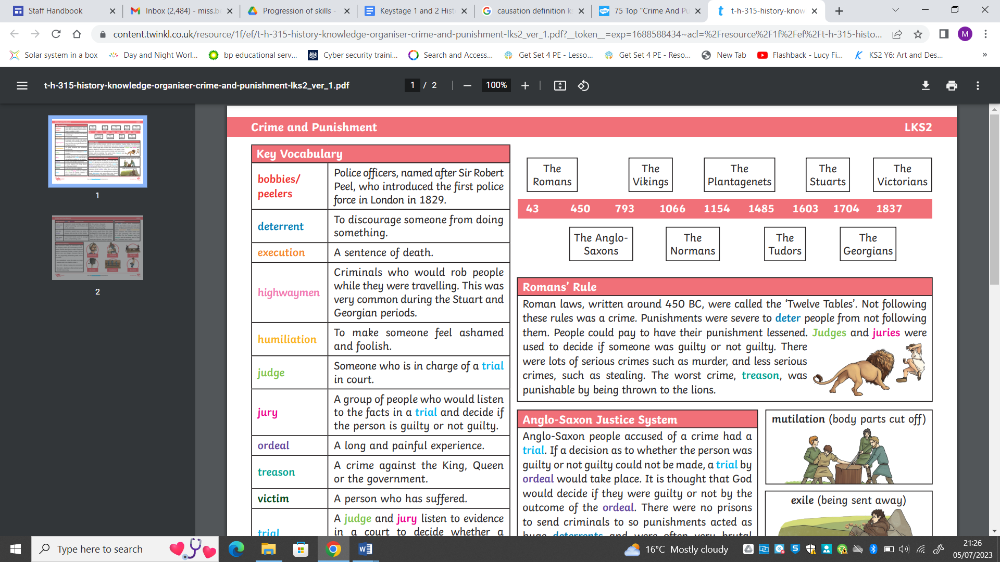 Staff Handbook
Inbox (2,484) - miss.be
Progression of skills -
Keystage 1 and 2 Hist
causation definition ks
75 Top "Crime And Pu
t-h-315-history-know
content.twinkl.co.uk/resource/1f/ef/t-h-315-history-knowledge-organiser-crime-and-punishment-lks2_ver_1.pdf?__token__=exp=1688588434~acl=%2Fresource%2F1f%2Fef%2Ft-h-315-histo...
M
Solar system in a box
Day and Night Worl...
bp educational serv...
Cyber security traini...
Search and Access...
Get Set 4 PE - Lesso...
Get Set 4 PE - Reso...
New Tab
Flashback - Lucy Fi...
KS2 Y6: Art and Des...
»
t-h-315-history-knowledge-organiser-crime-and-punishment-lks2_ver_1.pdf
1 / 2
100%
1
2
Crime and Punishment
LKS2
Key Vocabulary
bobbies/
peelers
Police officers, named after Sir Robert
Peel, who introduced the first police
force in London in 1829.
deterrent
To discourage someone from doing
something.
execution
A sentence of death.
highwaymen
Criminals who would rob people
while they were travelling. This was
very common during the Stuart and
Georgian periods.
humiliation
To make someone feel ashamed
and foolish.
judge
Someone who is in charge of a trial
in court.
jury
A group of people who would listen
to the facts in a trial and decide if
the person is guilty or not guilty.
ordeal
A long and painful experience.
treason
A crime against the King, Queen
or the government.
victim
A person who has suffered.
trial
A judge and jury listen to evidence
in a court to decide whether a
The
Romans
The
Vikings
The
Plantagenets
The
Stuarts
The
Victorians
43 450 793 1066 1154 1485 1603 1704 1837
The Anglo-
Saxons
The
Normans
The
Tudors
The
Georgians
Romans' Rule
Roman laws, written around 450 BC, were called the 'Twelve Tables'. Not following
these rules was a crime. Punishments were severe to deter people from not following
them. People could pay to have their punishment lessened. Judges and juries were
used to decide if someone was guilty or not guilty. There
were lots of serious crimes such as murder, and less serious
crimes, such as stealing. The worst crime, treason, was
punishable by being thrown to the lions.
Anglo-Saxon Justice System
Anglo-Saxon people accused of a crime had a
trial. If a decision as to whether the person was
guilty or not guilty could not be made, a trial by
ordeal would take place. It is thought that God
would decide if they were guilty or not by the
outcome of the ordeal. There were no prisons
to send criminals to so punishments acted as
huge deterrents and were often very brutal
mutilation (body parts cut off)
exile (being sent away)
Type here to search
16°C Mostly cloudy
21:26
05/07/2023